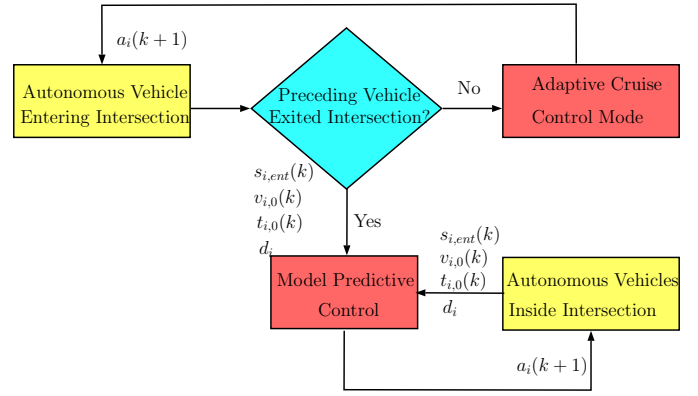 a_i(k+1)
Autonomous Vehicle
Entering Intersection
Preceding Vehicle
Exited Intersection?
No
Adaptive Cruise
Control Mode
s_{i,ent}(k)
v_{i,0}(k)
t_{i,0}(k)
d_i
Yes
Model Predictive
Control
s_{i,ent}(k)
v_{i,0}(k)
t_{i,0}(k)
d_i
Autonomous Vehicles
Inside Intersection
a_i(k+1)